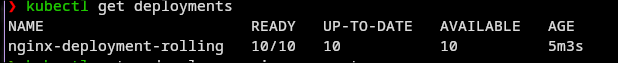 ❯ kubectl get deployments
NAME                       READY   UP-TO-DATE   AVAILABLE   AGE
nginx-deployment-rolling   10/10   10           10          5m3s